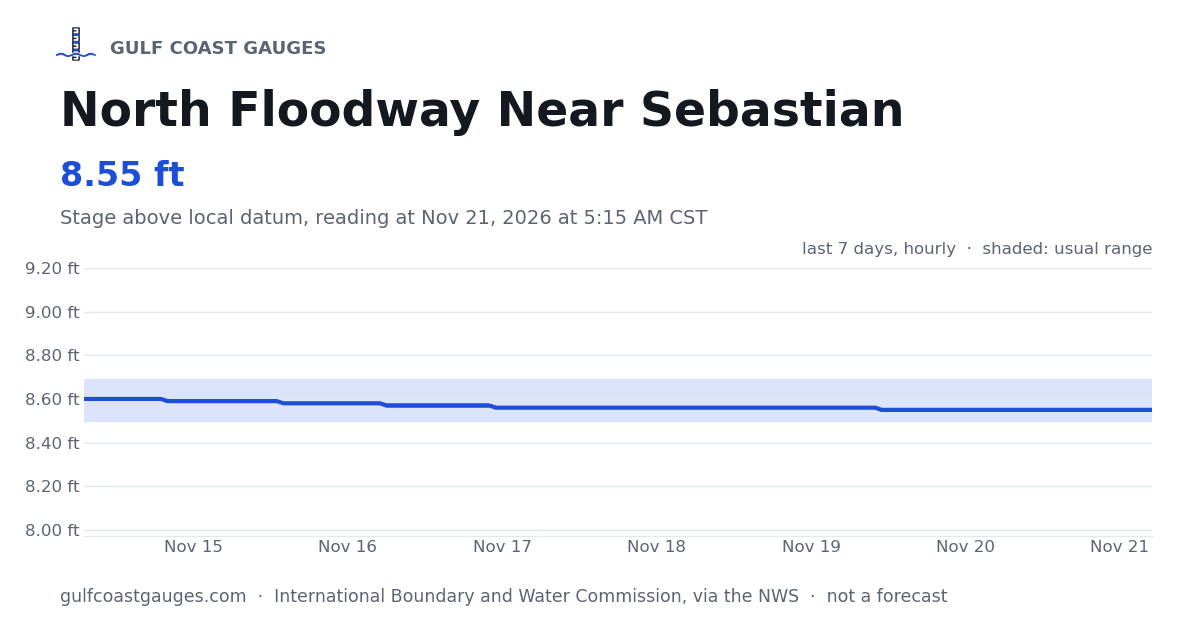 GULF COAST GAUGES
North Floodway Near Sebastian
8.55 ft
Stage above local datum, reading at Nov 21, 2026 at 5:15 AM CST
last 7 days, hourly · shaded: usual range
9.20 ft
9.00 ft
8.80 ft
8.60 ft
8.40 ft
8.20 ft
8.00 ft
Nov 15 Nov 16 Nov 17 Nov 18 Nov 19 Nov 20 Nov 21
gulfcoastgauges.com · International Boundary and Water Commission, via the NWS · not a forecast